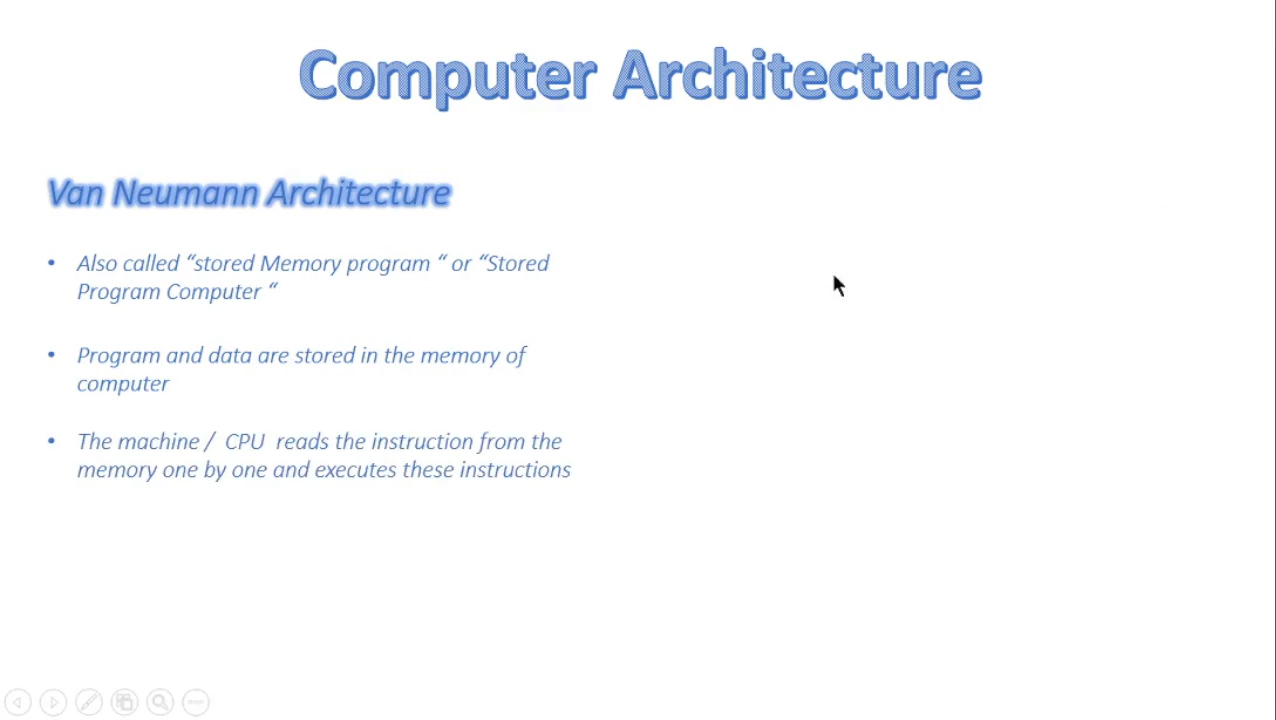 Computer Architecture
Van Neumann Architecture
• Also called “stored Memory program “ or “Stored
Program Computer “
• Program and data are stored in the memory of
computer
• The machine / CPU reads the instruction from the
memory one by one and executes these instructions